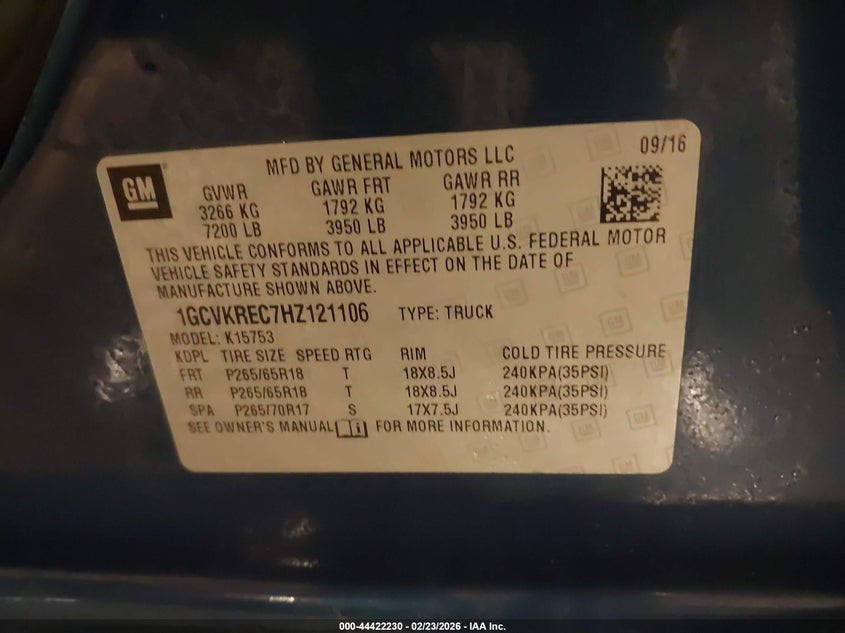 09/16
MFD BY GENERAL MOTORS LLC
GM
GVWR GAWR FRT GAWR RR
3266 KG 1792 KG 1792 KG
7200 LB 3950 LB 3950 LB
THIS VEHICLE CONFORMS TO ALL APPLICABLE U.S. FEDERAL MOTOR
VEHICLE SAFETY STANDARDS IN EFFECT ON THE DATE OF
MANUFACTURE SHOWN ABOVE.
1GCVKREC7HZ121106 TYPE: TRUCK
MODEL: K15753
KDPL TIRE SIZE SPEED RTG RIM COLD TIRE PRESSURE
FRT P265/65R18 T 18X8.5J 240KPA(35PSI)
RR P265/65R18 T 18X8.5J 240KPA(35PSI)
SPA P265/70R17 S 17X7.5J 240KPA(35PSI)
SEE OWNER'S MANUAL FOR MORE INFORMATION.
000-44422230 - 02/23/2026 - IAA Inc.